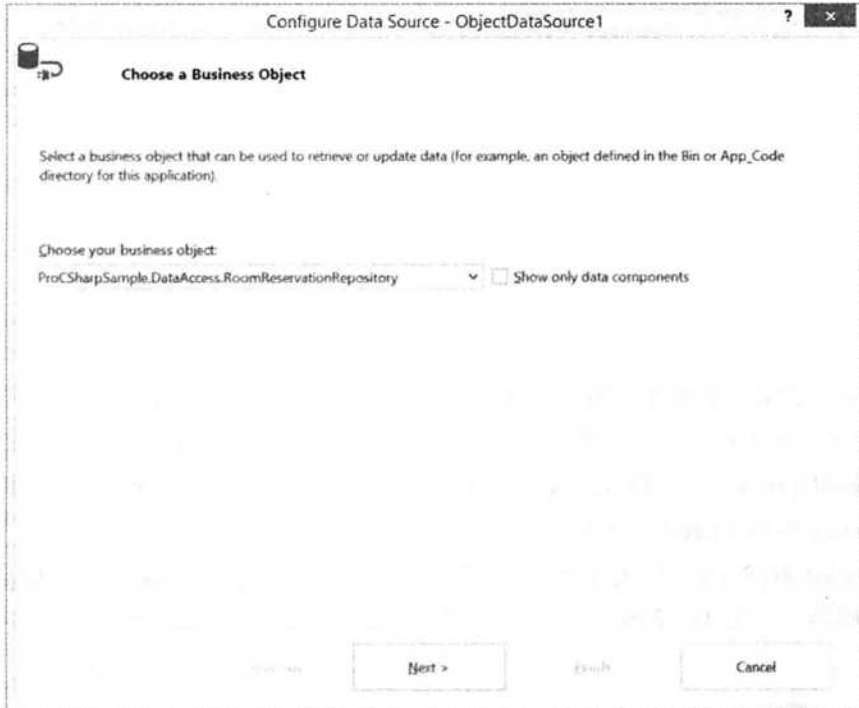 Configure Data Source - ObjectDataSource1
?
Choose a Business Object
Select a business object that can be used to retrieve or update data (for example, an object defined in the Bin or App_Code
directory for this application).
Choose your business object:
ProCSharpSample.DataAccess.RoomReservationRepository
Show only data components
Next >
Cancel